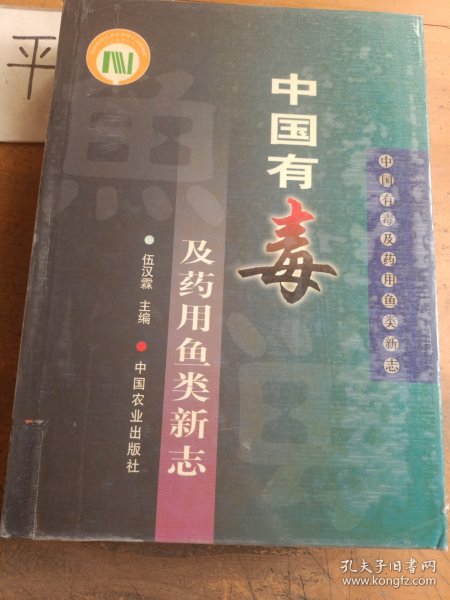 平
魚
中国有毒
及药用鱼类新志
伍汉霖 主编
中国农业出版社
中国有毒及药用鱼类新志
孔夫子旧书网
www.kongfz.com